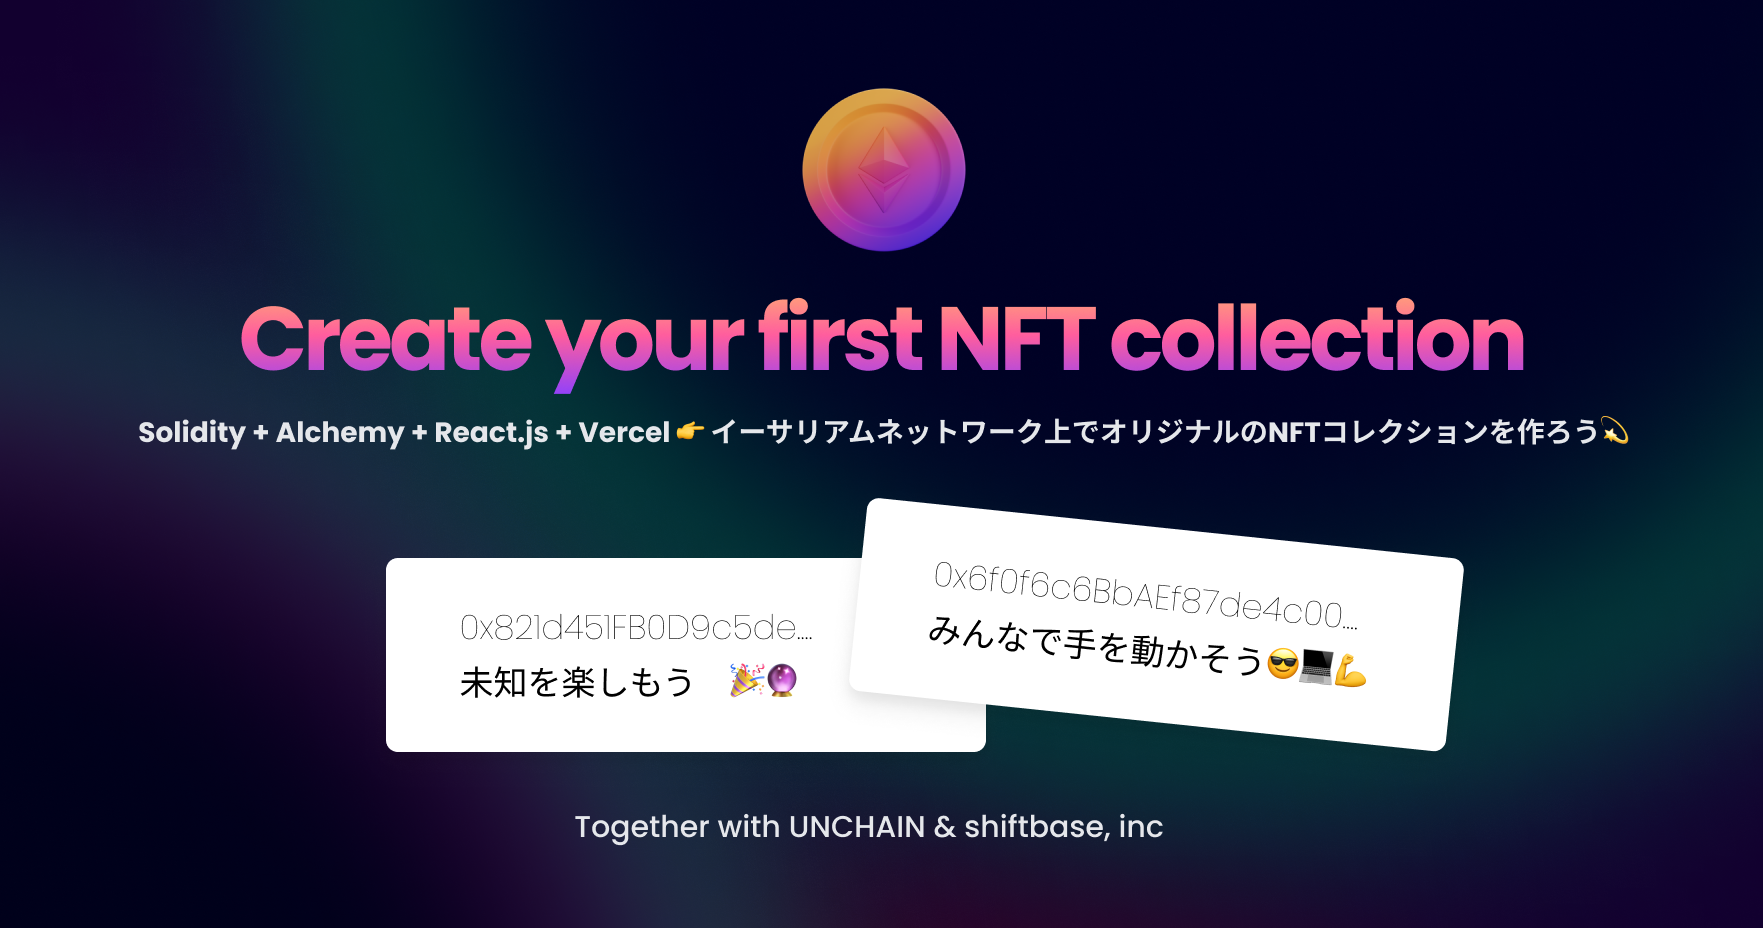 Create your first NFT collection
Solidity + Alchemy + React.js + Vercel 👉 イーサリアムネットワーク上でオリジナルのNFTコレクションを作ろう💫
0x821d451FB0D9c5de...
未知を楽しもう　🎉🔮
0x6f0f6c6BbAEf87de4c00...
みんなで手を動かそう😎💻💪
Together with UNCHAIN & shiftbase, inc